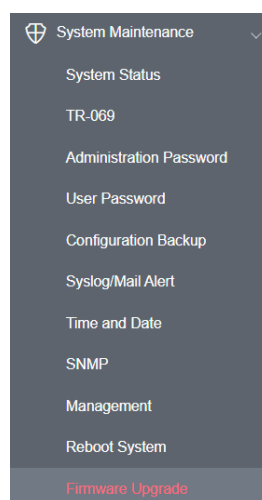 System Maintenance
System Status
TR-069
Administration Password
User Password
Configuration Backup
Syslog/Mail Alert
Time and Date
SNMP
Management
Reboot System
Firmware Upgrade